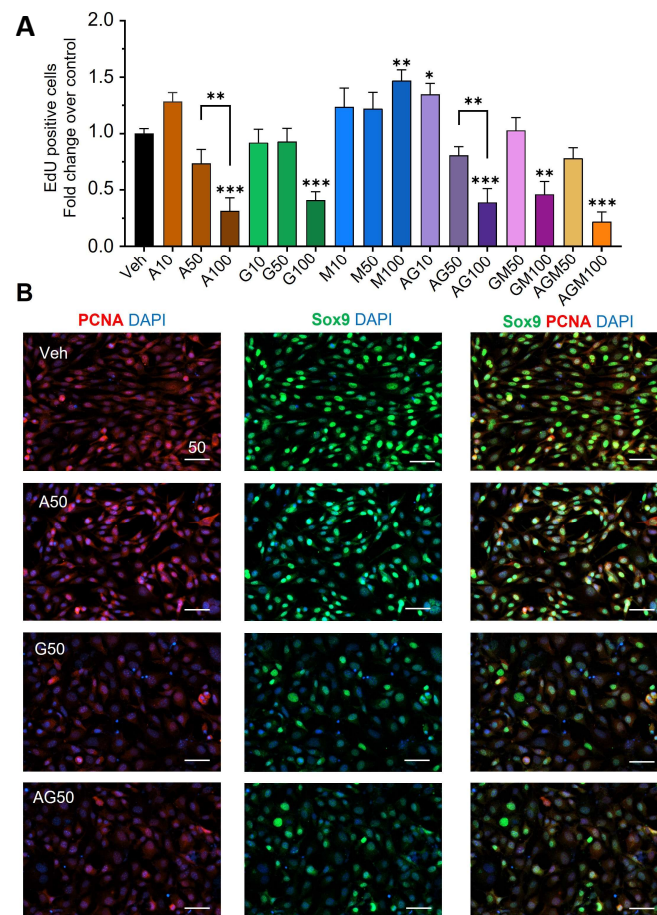 A
EdU positive cells
Fold change over control
2.0
1.5
1.0
0.5
0.0
**
***
***
**
*
**
***
**
***
Veh
A10
A50
A100
G10
G50
G100
M10
M50
M100
AG10
AG50
AG100
GM50
GM100
AGM50
AGM100
B
PCNA DAPI
Sox9 DAPI
Sox9 PCNA DAPI
Veh
50
A50
G50
AG50